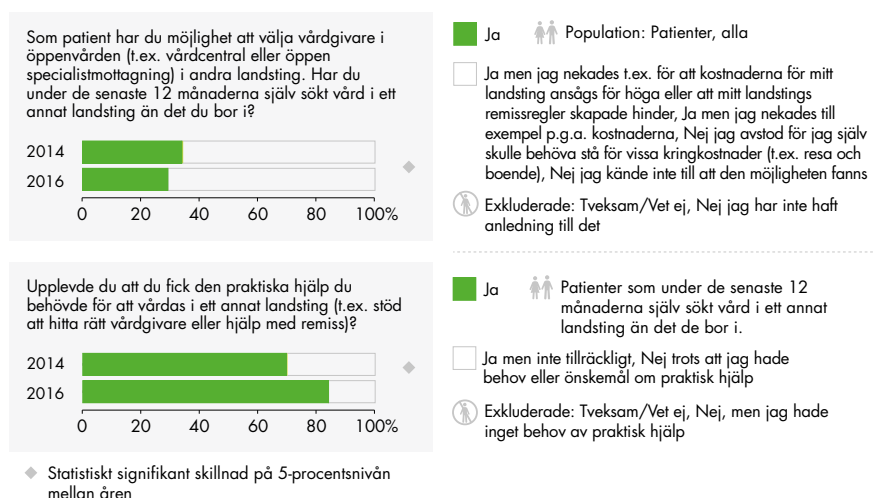 Som patient har du möjlighet att välja vårdgivare i
öppenvården (t.ex. vårdcentral eller öppen
specialistmottagning) i andra landsting. Har du
under de senaste 12 månaderna själv sökt vård i ett
annat landsting än det du bor i?
2014
2016
0 20 40 60 80 100%
Ja
Population: Patienter, alla
Ja men jag nekades t.ex. för att kostnaderna för mitt
landsting ansågs för höga eller att mitt landstings
remissregler skapade hinder, Ja men jag nekades till
exempel p.g.a. kostnaderna, Nej jag avstod för jag själv
skulle behöva stå för vissa kringkostnader (t.ex. resa och
boende), Nej jag kände inte till att den möjligheten fanns
Exkluderade: Tveksam/Vet ej, Nej jag har inte haft
anledning till det
Upplevde du att du fick den praktiska hjälp du
behövde för att vårdas i ett annat landsting (t.ex. stöd
att hitta rätt vårdgivare eller hjälp med remiss)?
2014
2016
0 20 40 60 80 100%
Ja
Patienter som under de senaste 12
månaderna själv sökt vård i ett annat
landsting än det de bor i.
Ja men inte tillräckligt, Nej trots att jag hade
behov eller önskemål om praktisk hjälp
Exkluderade: Tveksam/Vet ej, Nej, men jag hade
inget behov av praktisk hjälp
Statistiskt signifikant skillnad på 5-procentsnivån
mellan åren